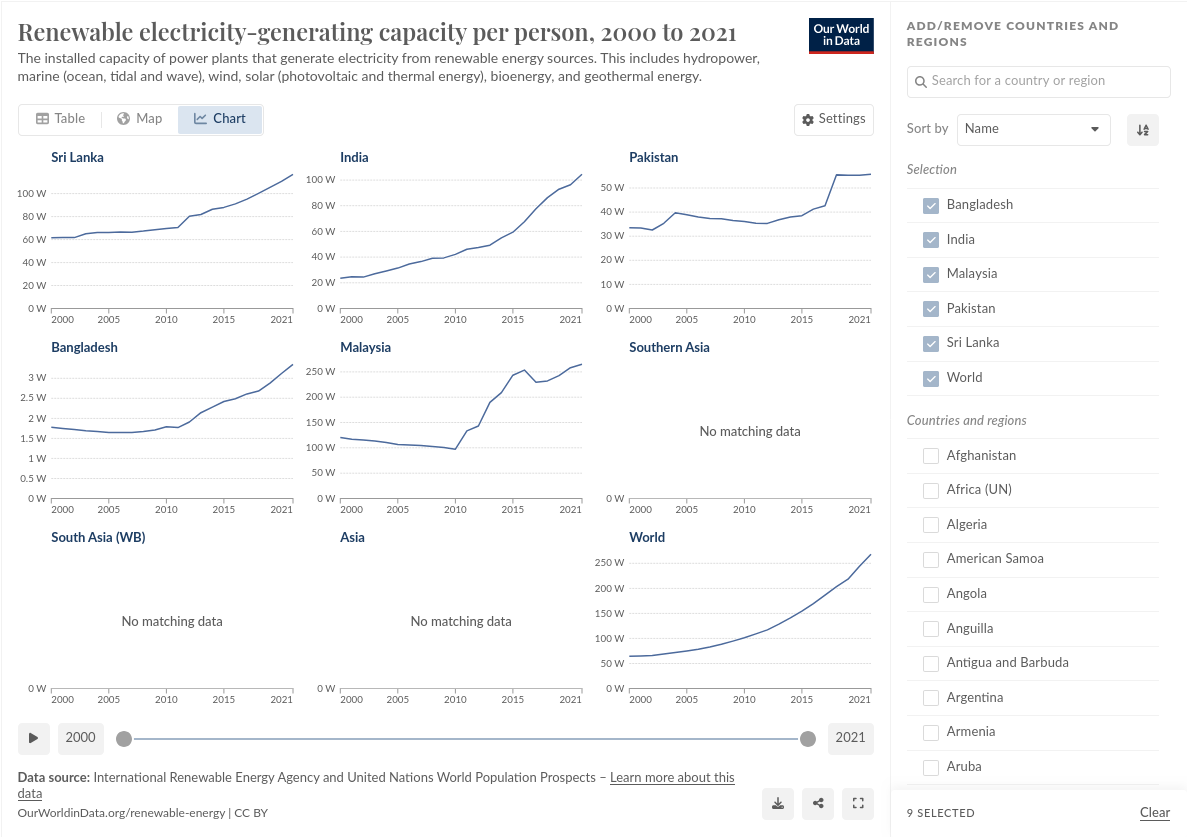 Renewable electricity-generating capacity per person, 2000 to 2021
The installed capacity of power plants that generate electricity from renewable energy sources. This includes hydropower,
marine (ocean, tidal and wave), wind, solar (photovoltaic and thermal energy), bioenergy, and geothermal energy.
Our World
in Data
Table
Map
Chart
Settings
Sri Lanka
100 W
80 W
60 W
40 W
20 W
0 W
2000 2005 2010 2015 2021
India
100 W
80 W
60 W
40 W
20 W
0 W
2000 2005 2010 2015 2021
Pakistan
50 W
40 W
30 W
20 W
10 W
0 W
2000 2005 2010 2015 2021
Bangladesh
3 W
2.5 W
2 W
1.5 W
1 W
0.5 W
0 W
2000 2005 2010 2015 2021
Malaysia
250 W
200 W
150 W
100 W
50 W
0 W
2000 2005 2010 2015 2021
Southern Asia
No matching data
0 W
2000 2005 2010 2015 2021
South Asia (WB)
No matching data
0 W
2000 2005 2010 2015 2021
Asia
No matching data
0 W
2000 2005 2010 2015 2021
World
250 W
200 W
150 W
100 W
50 W
0 W
2000 2005 2010 2015 2021
2000
2021
Data source: International Renewable Energy Agency and United Nations World Population Prospects – Learn more about this
data
OurWorldinData.org/renewable-energy | CC BY
ADD/REMOVE COUNTRIES AND
REGIONS
Search for a country or region
Sort by Name
Selection
Bangladesh
India
Malaysia
Pakistan
Sri Lanka
World
Countries and regions
Afghanistan
Africa (UN)
Algeria
American Samoa
Angola
Anguilla
Antigua and Barbuda
Argentina
Armenia
Aruba
9 SELECTED
Clear